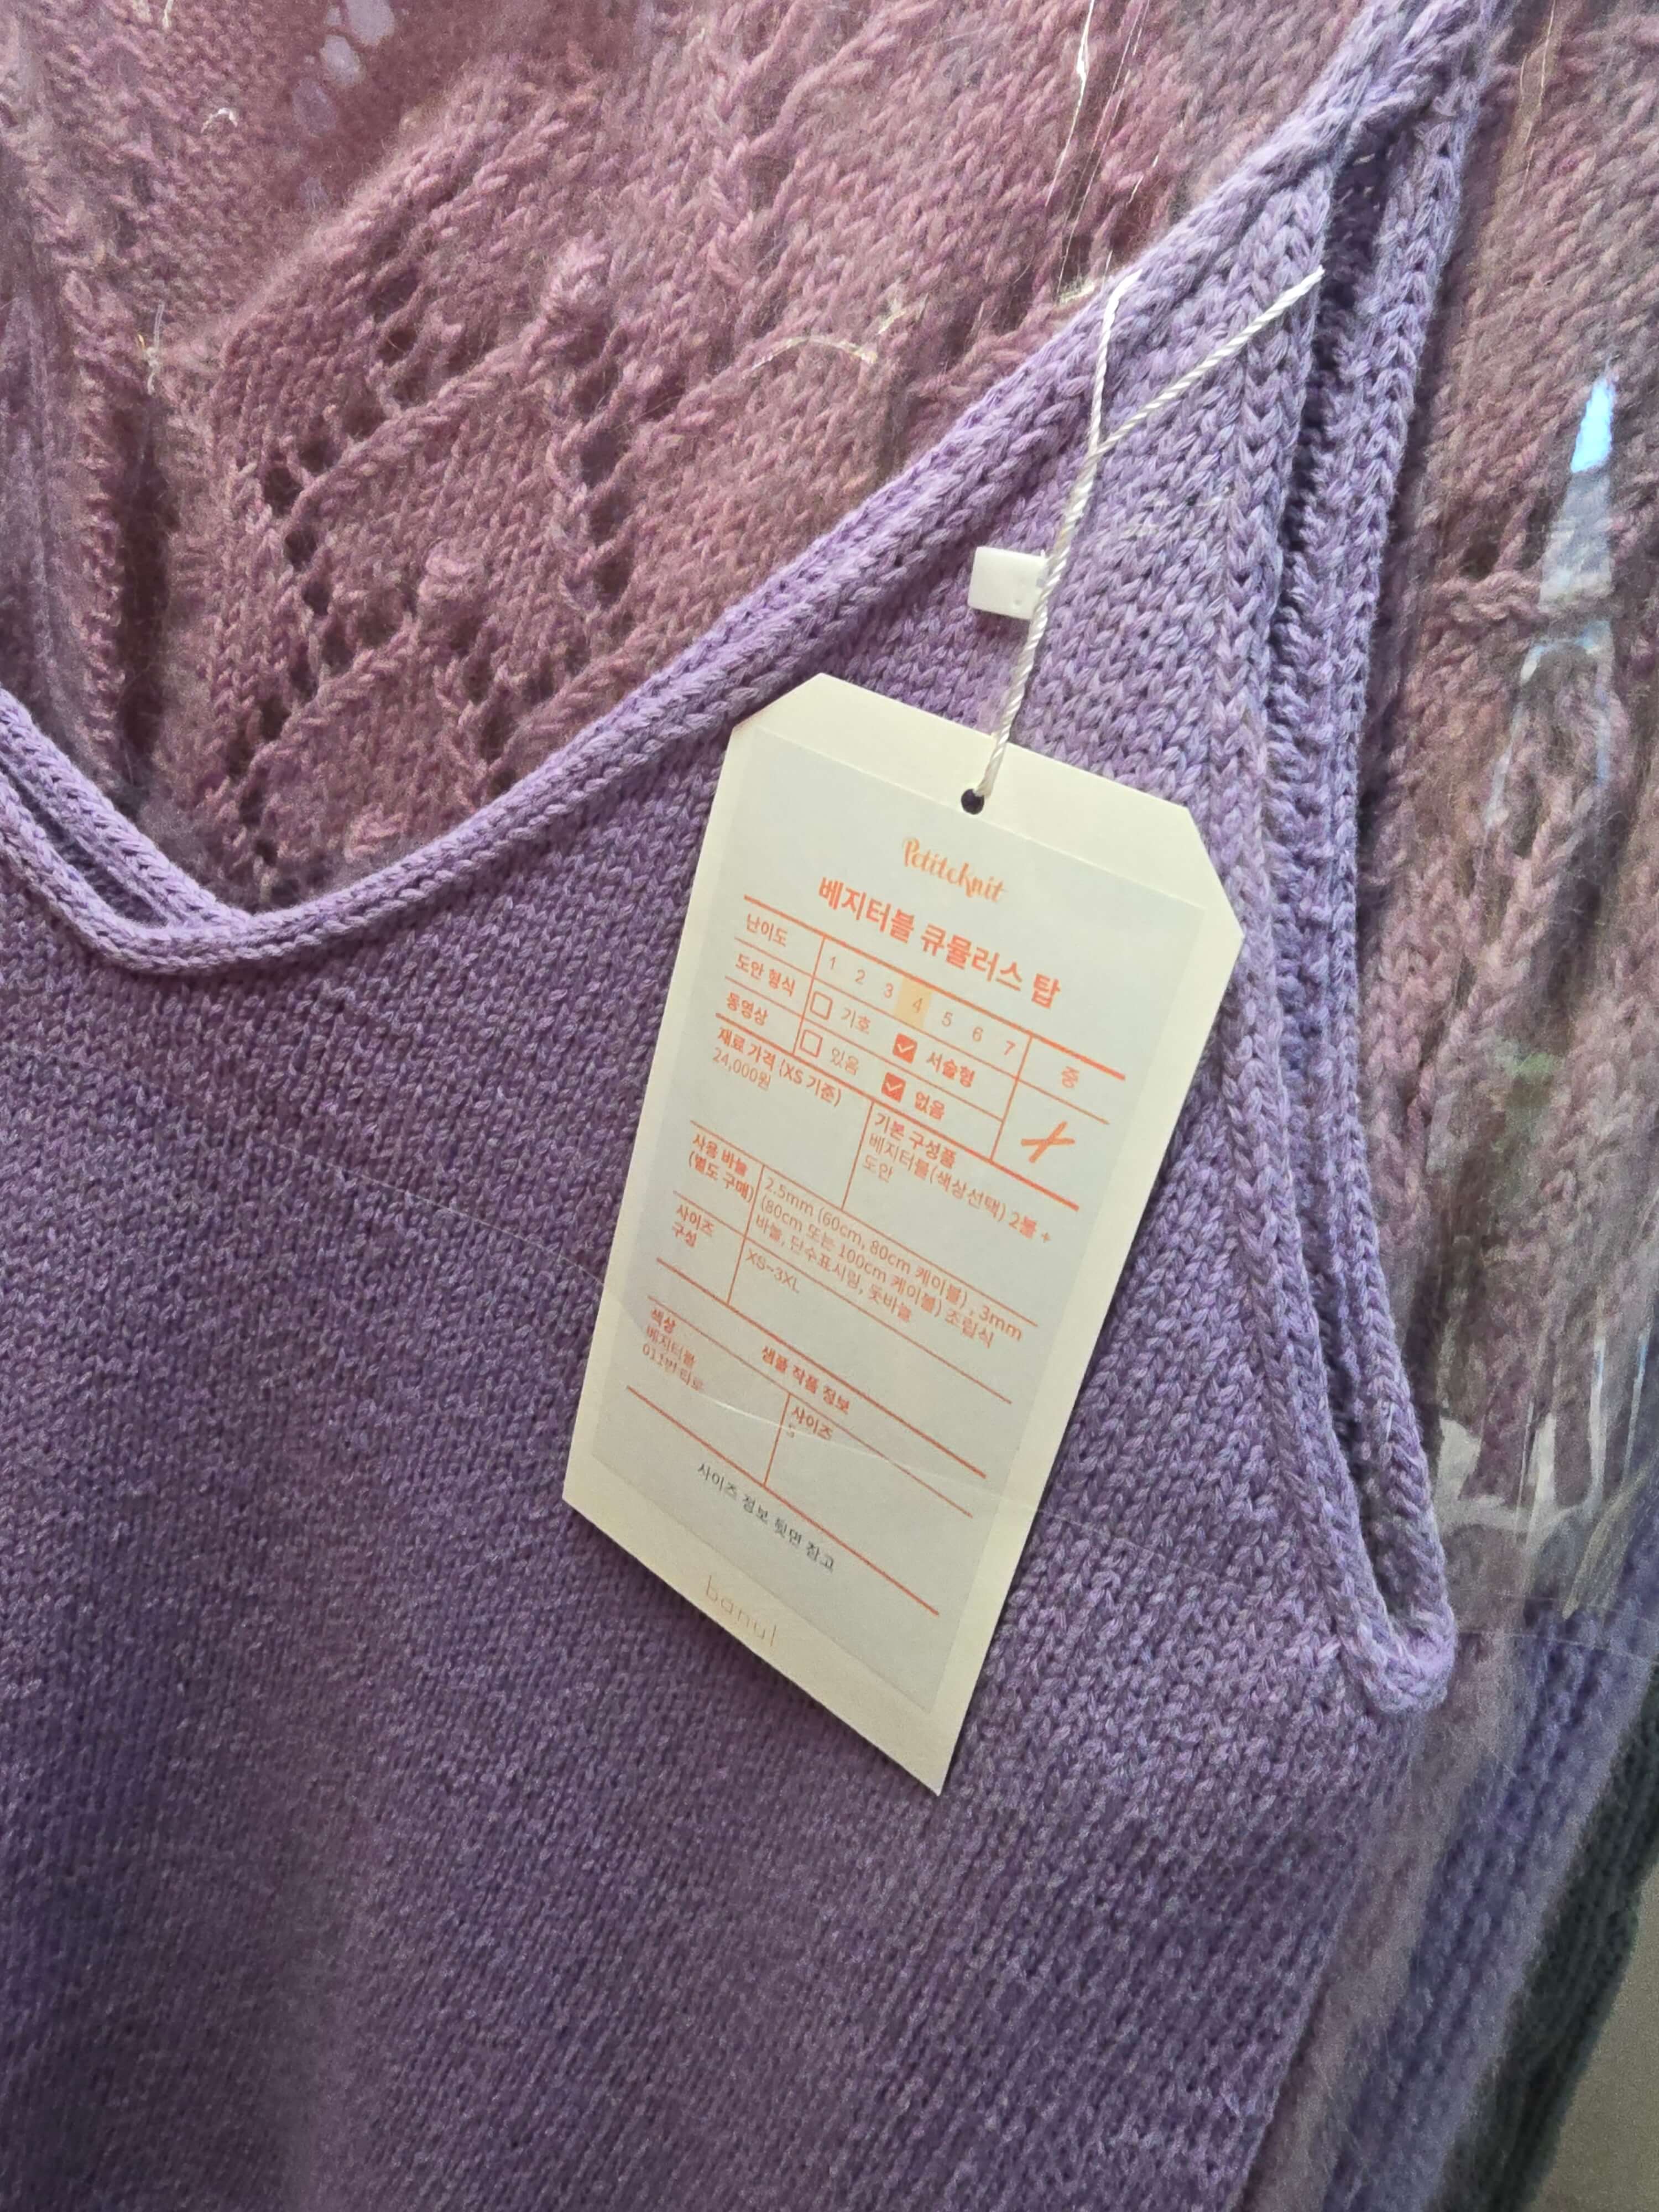 Petiteknit
베지터블 큐뮬러스 탑
난이도 1 2 3 4 5 6 7 중
도안 형식 기호 서술형
동영상 있음 없음
재료 가격 (XS 기준)
24,000원
기본 구성품
베지터블(색상선택) 2볼 +
도안
사용 바늘
(별도 구매)
2.5mm (60cm, 80cm 케이블) , 3mm
(80cm 또는 100cm 케이블) 조립식
바늘, 단수표시링, 돗바늘
사이즈
구성
XS~3XL
샘플 작품 정보
색상
베지터블
011번 타로
사이즈
S
사이즈 정보 뒷면 참고
banul